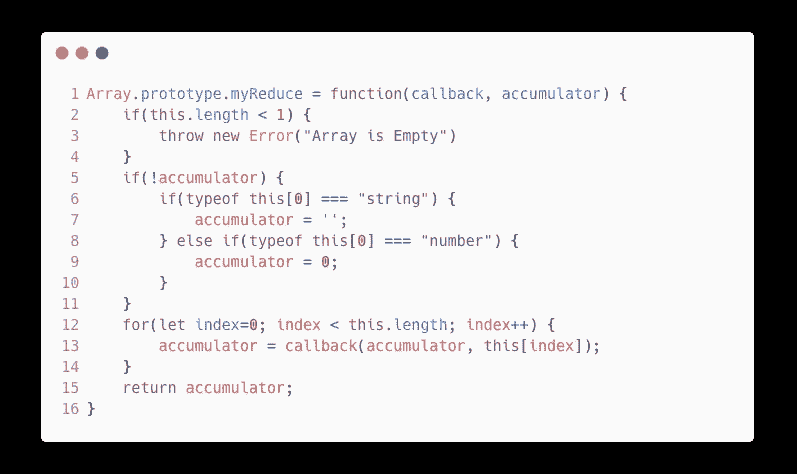 1 Array.prototype.myReduce = function(callback, accumulator) {
2     if(this.length < 1) {
3         throw new Error("Array is Empty")
4     }
5     if(!accumulator) {
6         if(typeof this[0] === "string") {
7             accumulator = '';
8         } else if(typeof this[0] === "number") {
9             accumulator = 0;
10         }
11     }
12     for(let index=0; index < this.length; index++) {
13         accumulator = callback(accumulator, this[index]);
14     }
15     return accumulator;
16 }